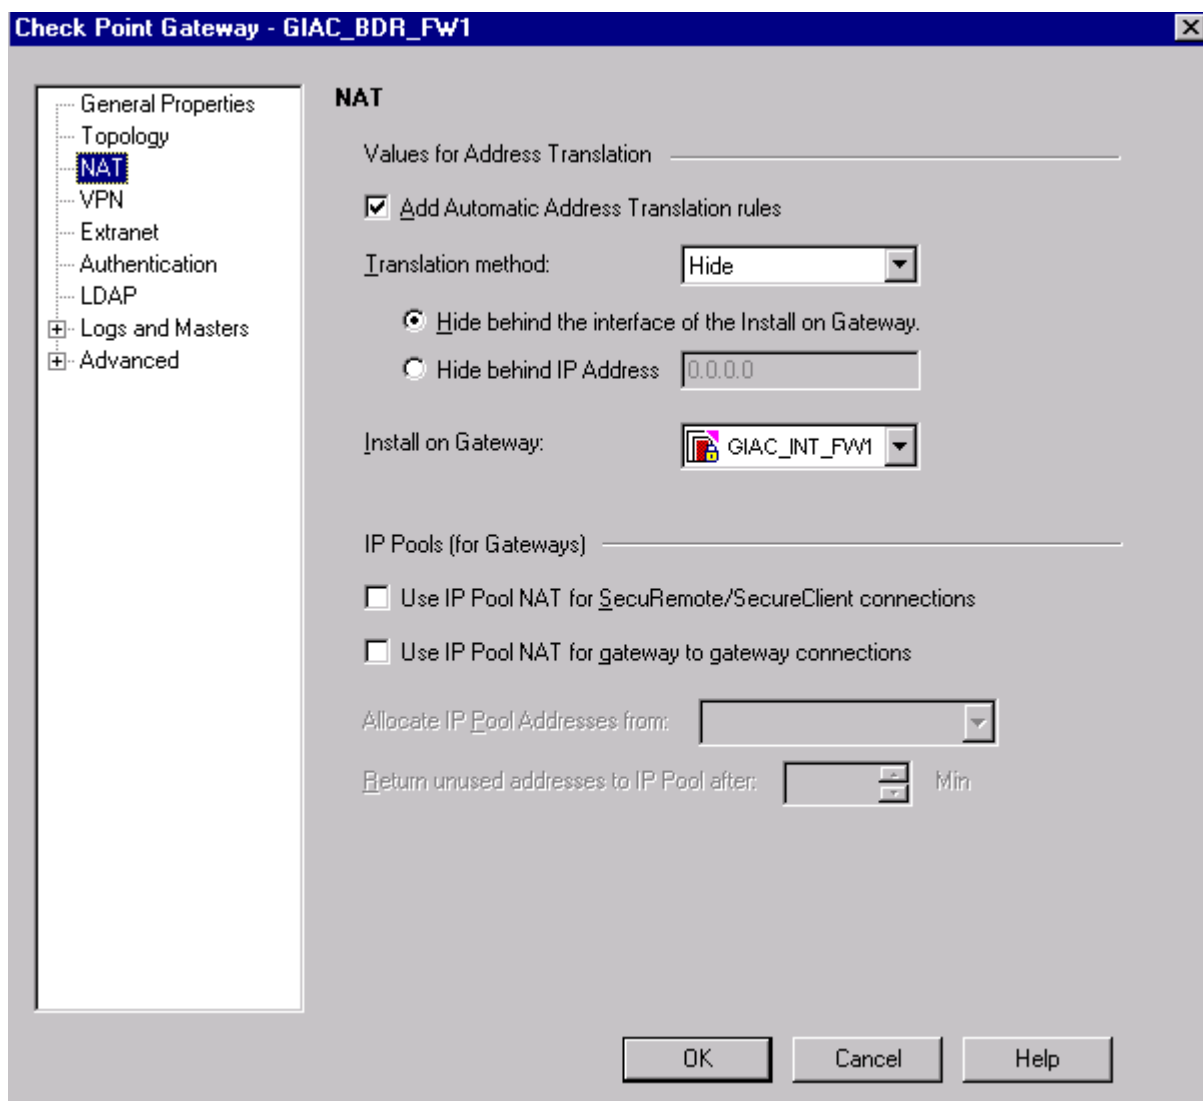 Check Point Gateway - GIAC_BDR_FW1
General Properties
Topology
NAT
VPN
Extranet
Authentication
LDAP
Logs and Masters
Advanced
NAT
Values for Address Translation
Add Automatic Address Translation rules
Translation method: Hide
Hide behind the interface of the Install on Gateway.
Hide behind IP Address 0.0.0.0
Install on Gateway: GIAC_INT_FW1
IP Pools (for Gateways)
Use IP Pool NAT for SecuRemote/SecureClient connections
Use IP Pool NAT for gateway to gateway connections
Allocate IP Pool Addresses from:
Return unused addresses to IP Pool after: Min
OK Cancel Help